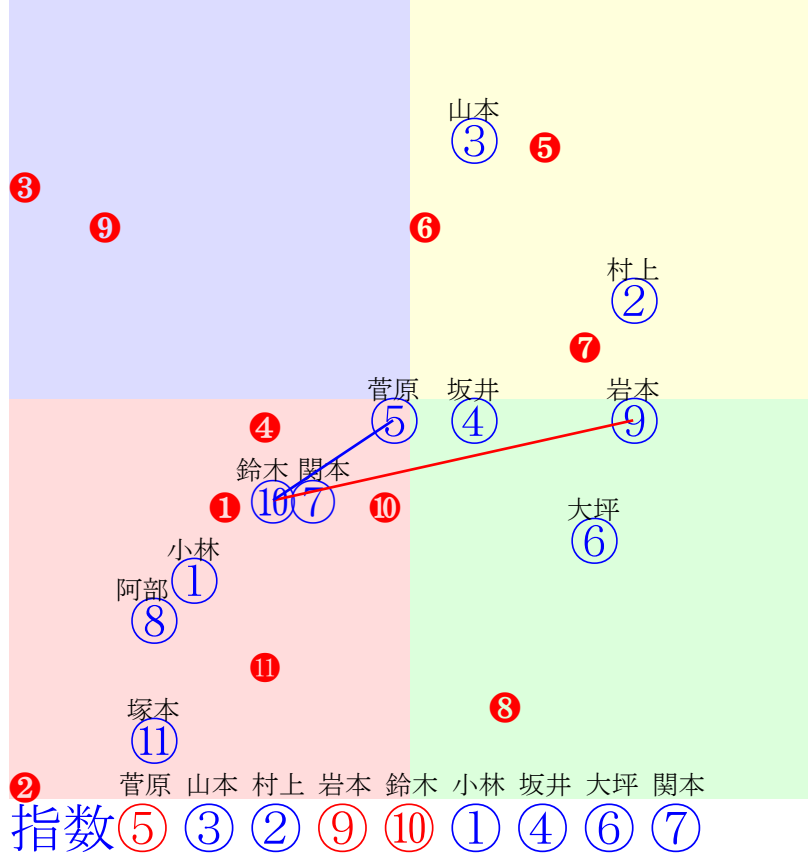 山本
③ ❺
❸
❾ ❻
村上
②
❼
菅原 坂井 岩本
⑤ ④ ⑨
❹
鈴木 関本
⑩ ⑦
❶ ❿
大坪
⑥
小林
①
阿部
⑧
⓫
塚本
⑪
❽
❷
菅原 山本 村上 岩本 鈴木 小林 坂井 大坪 関本
指数⑤ ③ ② ⑨ ⑩ ① ④ ⑥ ⑦